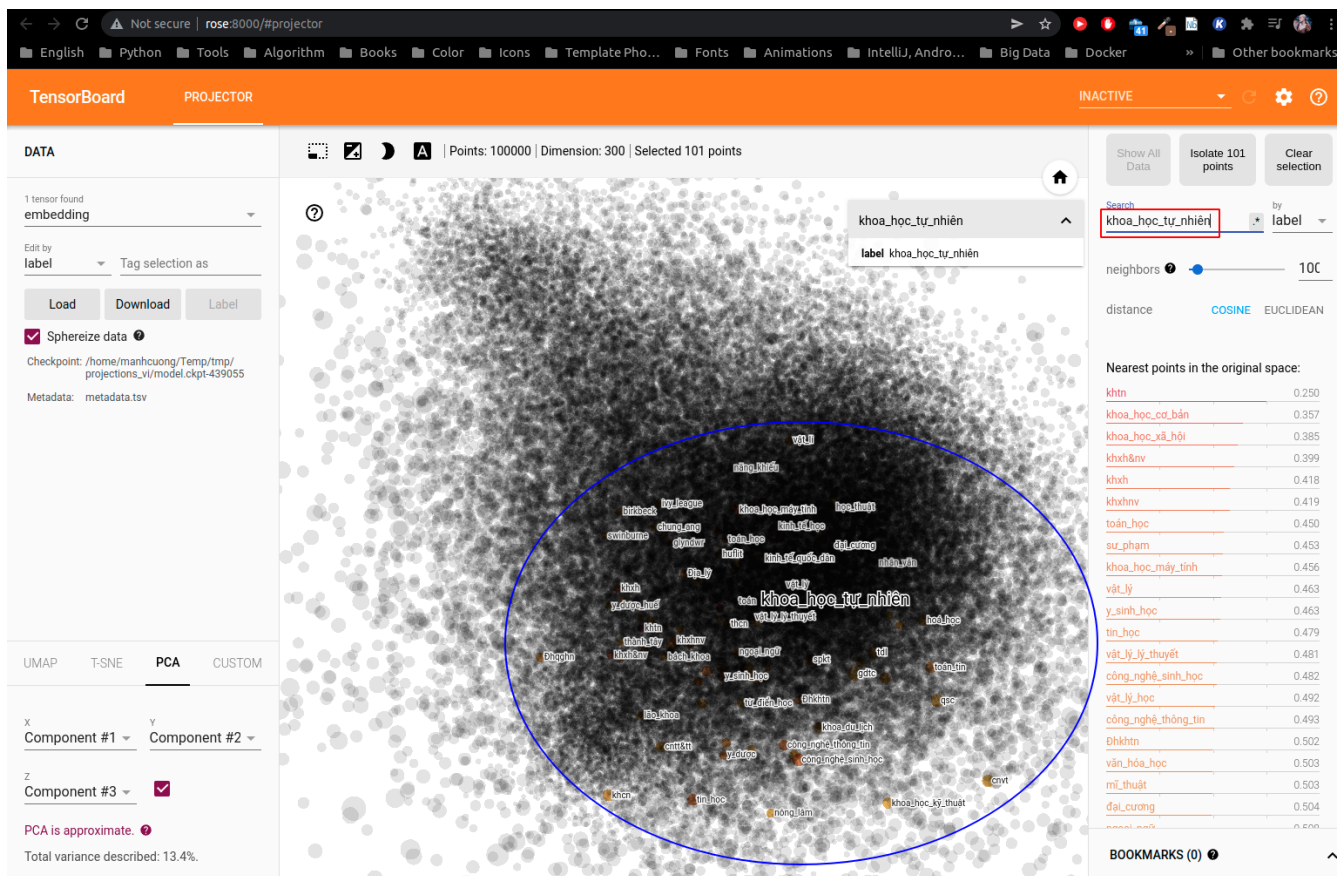 Not secure | rose:8000/#projector
41
English Python Tools Algorithm Books Color Icons Template Pho... Fonts Animations IntelliJ, Andro... Big Data Docker » Other bookmarks
TensorBoard PROJECTOR INACTIVE
DATA
1 tensor found
embedding
Edit by
label Tag selection as
Load Download Label
Sphereize data
Checkpoint: /home/manhcuong/Temp/tmp/
projections_vi/model.ckpt-439055
Metadata: metadata.tsv
UMAP T-SNE PCA CUSTOM
X Y
Component #1 Component #2
Z
Component #3
PCA is approximate.
Total variance described: 13.4%.
A | Points: 100000 | Dimension: 300 | Selected 101 points
khoa_học_tự_nhiên
label khoa_học_tự_nhiên
vật_lí
năng_khiếu
ivy_league
birkbeck
khoa_học_máy_tính
học_thuật
chung_ang
kinh_tế_học
swinburne
glyndwr
toán_học
đại_cương
huflit
kinh_tế_quốc_dân
nhân_văn
Địa_lý
khxh
vật_lý
y_dược_huế
toán
khoa_học_tự_nhiên
vật_lý_lý_thuyết
hoá_học
khtn
thcn
thành_tây
khxhnv
Đhqghn
khxh&nv
bách_khoa
ngoại_ngữ
spkt
tdl
toán_tin
y_sinh_học
gdtc
từ_điển_học
Đhkhtn
qsc
lão_khoa
khoa_du_lịch
cntt&tt
công_nghệ_thông_tin
y_dược
công_nghệ_sinh_học
cnvt
khcn
tin_học
khoa_học_kỹ_thuật
nông_lâm
Show All
Data
Isolate 101
points
Clear
selection
Search by
khoa_học_tự_nhiên .* label
neighbors 100
distance COSINE EUCLIDEAN
Nearest points in the original space:
khtn 0.250
khoa_học_cơ_bản 0.357
khoa_học_xã_hội 0.385
khxh&nv 0.399
khxh 0.418
khxhnv 0.419
toán_học 0.450
sư_phạm 0.453
khoa_học_máy_tính 0.456
vật_lý 0.463
y_sinh_học 0.463
tin_học 0.479
vật_lý_lý_thuyết 0.481
công_nghệ_sinh_học 0.482
vật_lý_học 0.492
công_nghệ_thông_tin 0.493
Đhkhtn 0.502
văn_hóa_học 0.503
mĩ_thuật 0.503
đại_cương 0.504
BOOKMARKS (0)